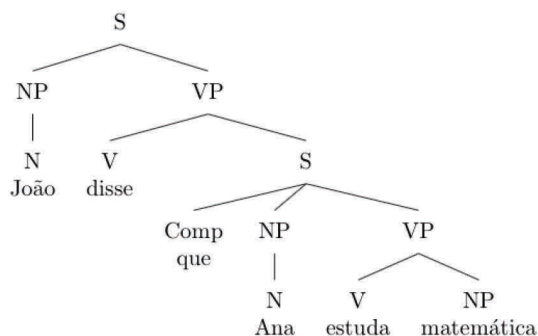 S
NP VP
N V S
João disse
Comp NP VP
que
N V NP
Ana estuda matemática